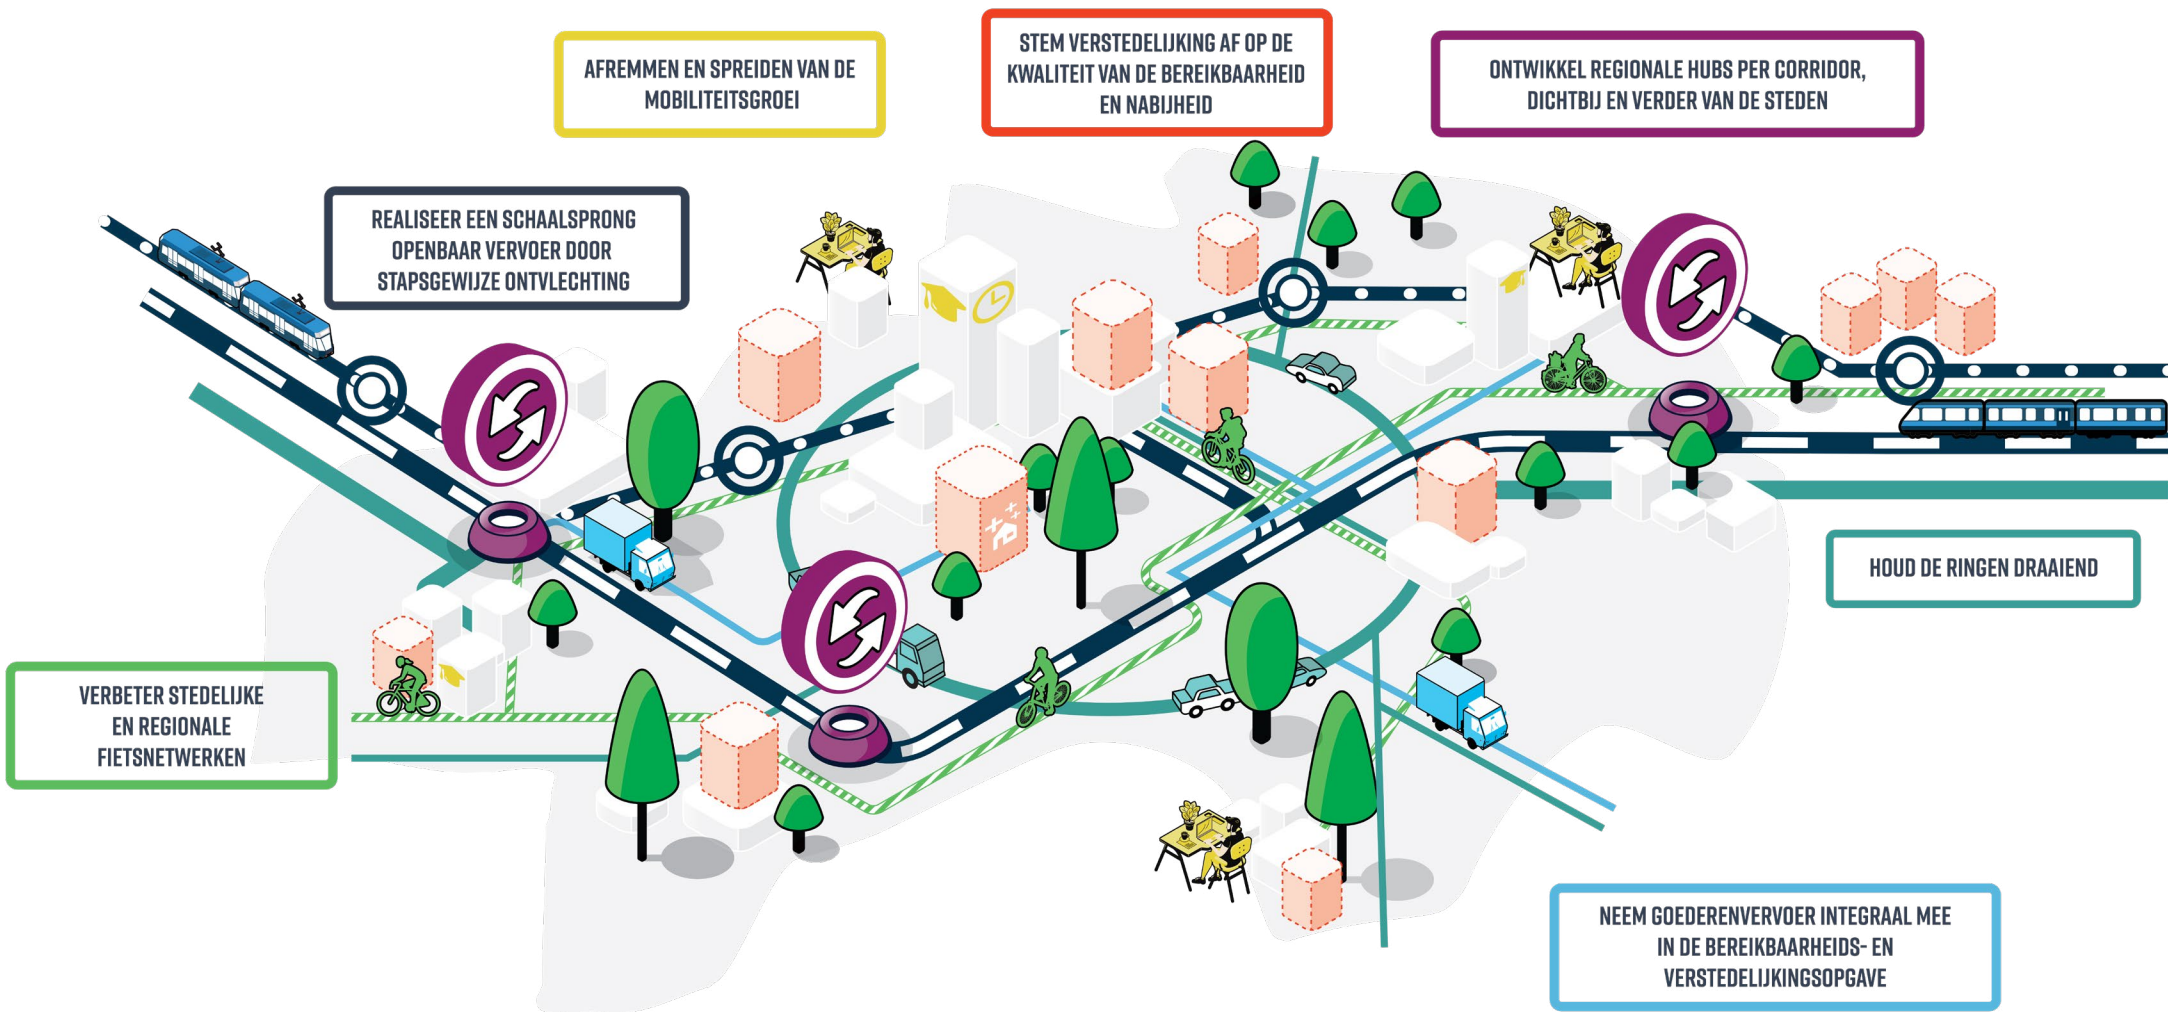 AFREMMEN EN SPREIDEN VAN DE
MOBILITEITSGROEI
STEM VERSTEDELIJKING AF OP DE
KWALITEIT VAN DE BEREIKBAARHEID
EN NABIJHEID
ONTWIKKEL REGIONALE HUBS PER CORRIDOR,
DICHTBIJ EN VERDER VAN DE STEDEN
REALISEER EEN SCHAALSPRONG
OPENBAAR VERVOER DOOR
STAPSGEWIJZE ONTVLECHTING
HOUD DE RINGEN DRAAIEND
VERBETER STEDELIJKE
EN REGIONALE
FIETSNETWERKEN
NEEM GOEDERENVERVOER INTEGRAAL MEE
IN DE BEREIKBAARHEIDS- EN
VERSTEDELIJKINGSOPGAVE